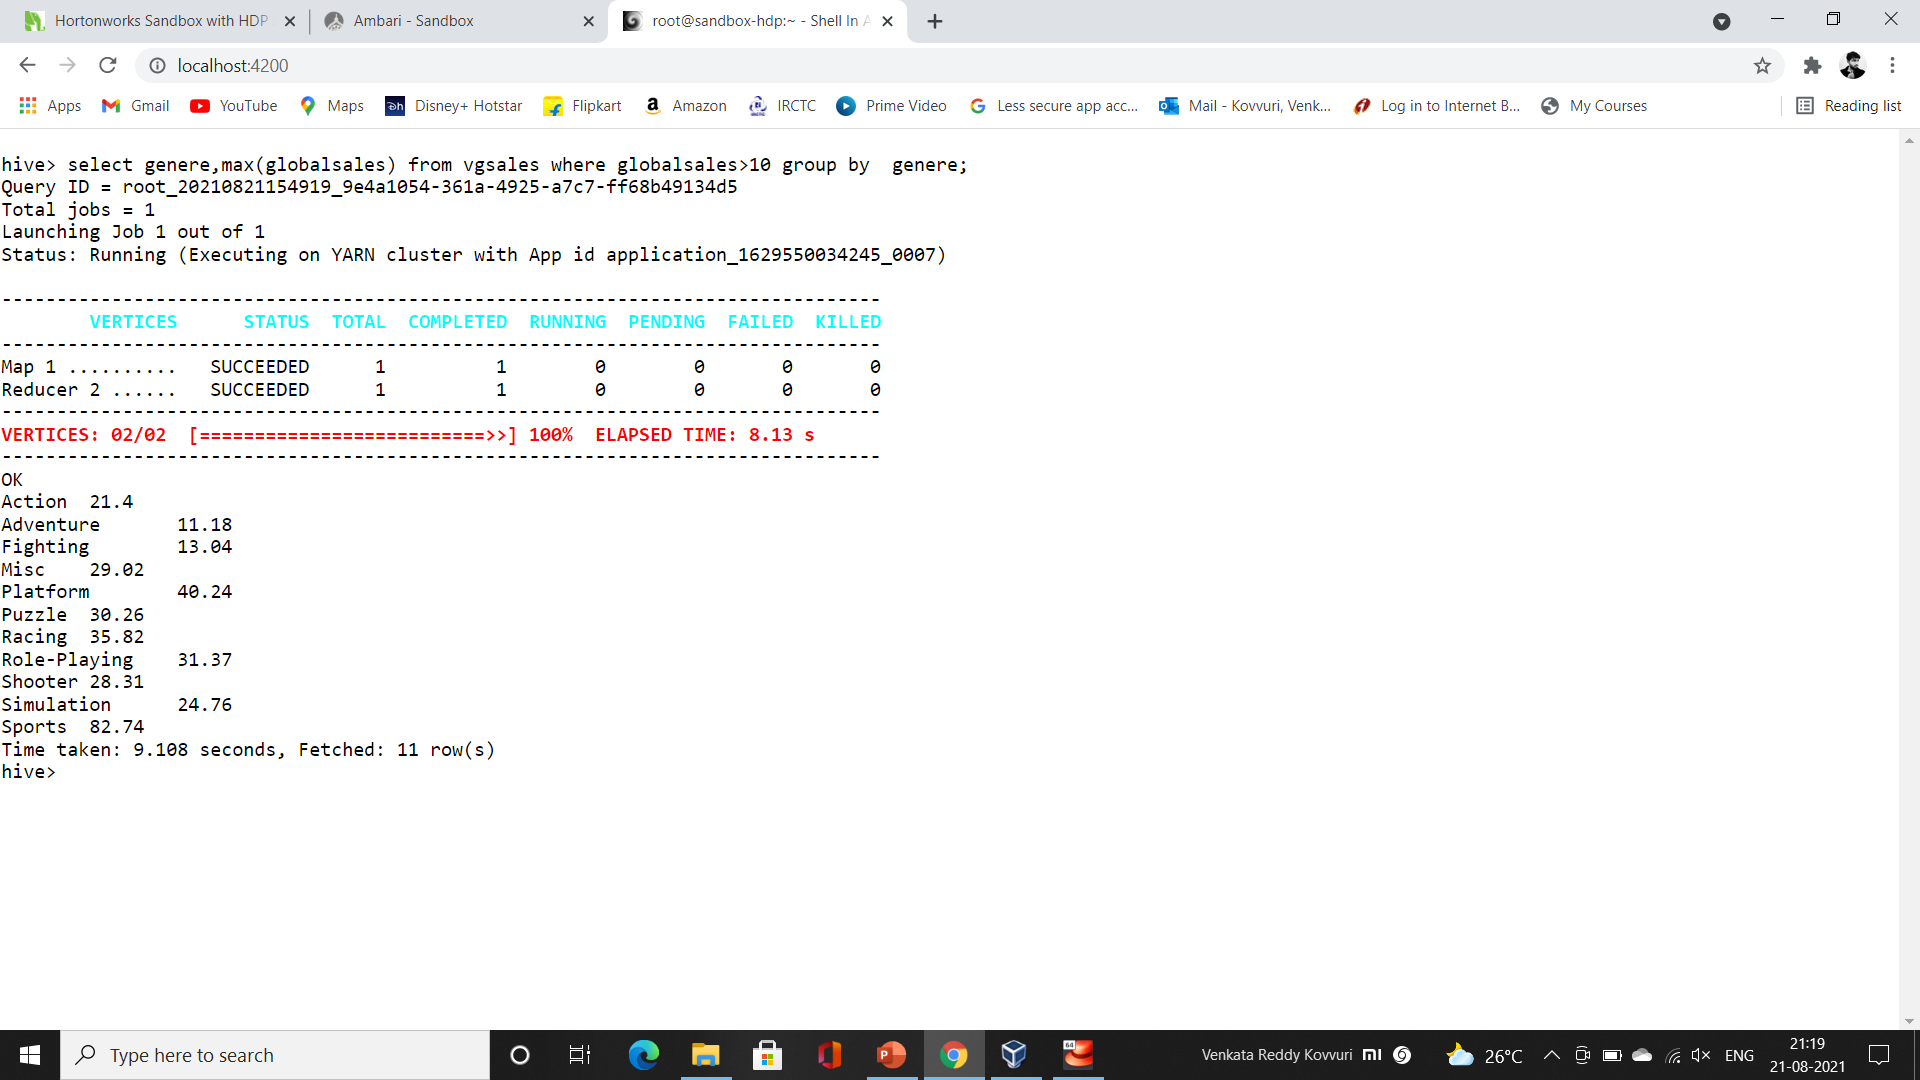 Hortonworks Sandbox with HDP
Ambari - Sandbox
root@sandbox-hdp:~ - Shell In A
localhost:4200
Apps Gmail YouTube Maps Disney+ Hotstar Flipkart Amazon IRCTC Prime Video Less secure app acc... Mail - Kovvuri, Venk... Log in to Internet B... My Courses Reading list
hive> select genere,max(globalsales) from vgsales where globalsales>10 group by  genere;
Query ID = root_20210821154919_9e4a1054-361a-4925-a7c7-ff68b49134d5
Total jobs = 1
Launching Job 1 out of 1
Status: Running (Executing on YARN cluster with App id application_1629550034245_0007)
--------------------------------------------------------------------------------
        VERTICES      STATUS  TOTAL  COMPLETED  RUNNING  PENDING  FAILED  KILLED
--------------------------------------------------------------------------------
Map 1 ..........   SUCCEEDED      1          1        0        0       0       0
Reducer 2 ......   SUCCEEDED      1          1        0        0       0       0
--------------------------------------------------------------------------------
VERTICES: 02/02  [==========================>>] 100%  ELAPSED TIME: 8.13 s
--------------------------------------------------------------------------------
OK
Action  21.4
Adventure       11.18
Fighting        13.04
Misc    29.02
Platform        40.24
Puzzle  30.26
Racing  35.82
Role-Playing    31.37
Shooter 28.31
Simulation      24.76
Sports  82.74
Time taken: 9.108 seconds, Fetched: 11 row(s)
hive>
Type here to search
Venkata Reddy Kovvuri
26°C
ENG
21:19
21-08-2021